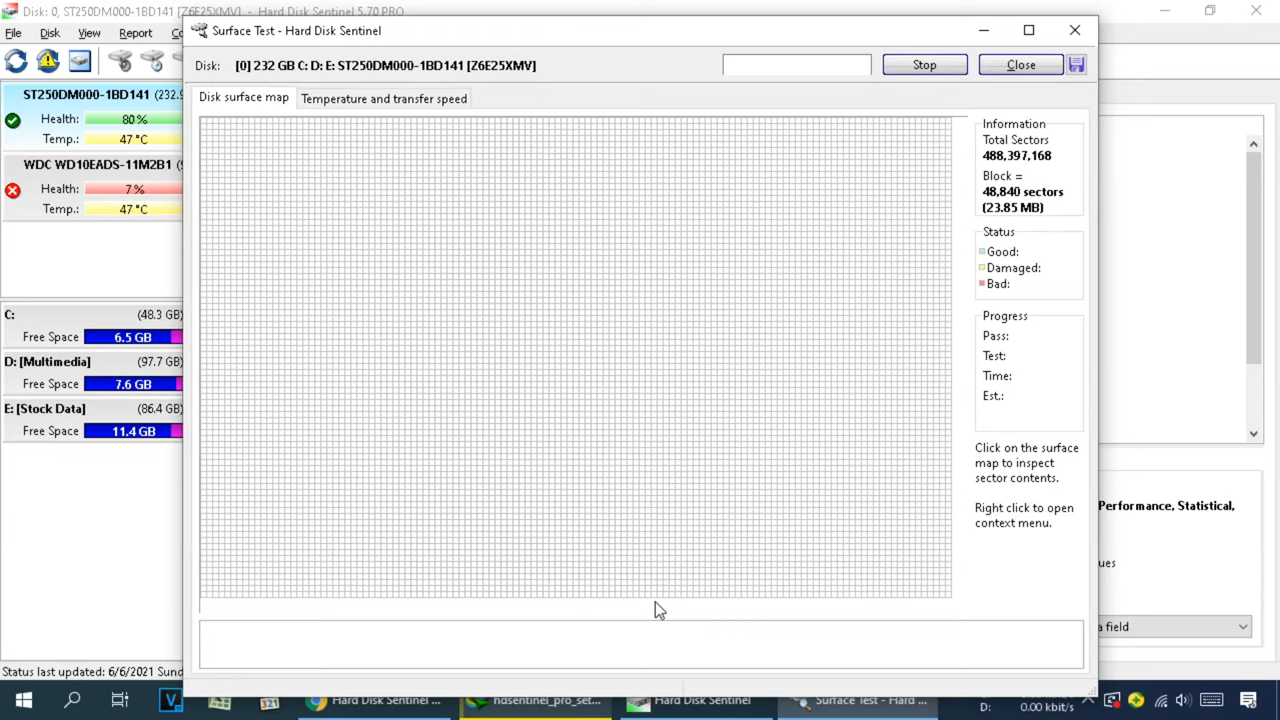 Disk: 0, ST250DM000-1BD141 [Z6E25XMV] - Hard Disk Sentinel 5.70 PRO
File Disk View Report
Surface Test - Hard Disk Sentinel
Disk: [0] 232 GB C: D: E: ST250DM000-1BD141 [Z6E25XMV]
Stop
Close
Disk surface map
Temperature and transfer speed
ST250DM000-1BD141 (232.9
Health: 80 %
Temp.: 47 °C
WDC WD10EADS-11M2B1
Health: 7 %
Temp.: 47 °C
C: (48.3 GB)
Free Space 6.5 GB
D: [Multimedia] (97.7 GB)
Free Space 7.6 GB
E: [Stock Data] (86.4 GB)
Free Space 11.4 GB
Information
Total Sectors
488,397,168
Block =
48,840 sectors
(23.85 MB)
Status
Good:
Damaged:
Bad:
Progress
Pass:
Test:
Time:
Est.:
Click on the surface
map to inspect
sector contents.
Right click to open
context menu.
Performance, Statistical,
ues
a field
Status last updated: 6/6/2021 Sund
Hard Disk Sentinel ...
hdsentinel_pro_set...
Hard Disk Sentinel
Surface Test - Hard ...
D: 0.00 kbit/s